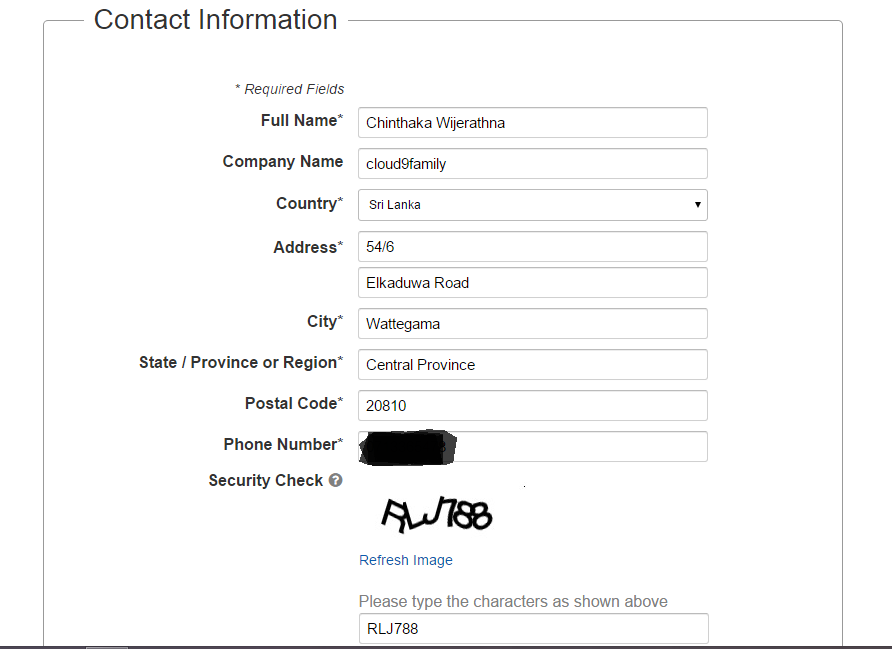 Contact Information
* Required Fields
Full Name* Chinthaka Wijerathna
Company Name cloud9family
Country* Sri Lanka
Address* 54/6
Elkaduwa Road
City* Wattegama
State / Province or Region* Central Province
Postal Code* 20810
Phone Number*
Security Check ?
RLJ788
Refresh Image
Please type the characters as shown above
RLJ788